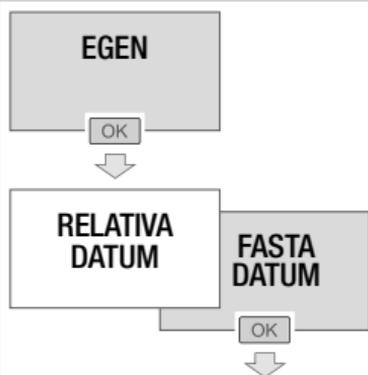 EGEN
OK
RELATIVA
DATUM
FASTA
DATUM
OK